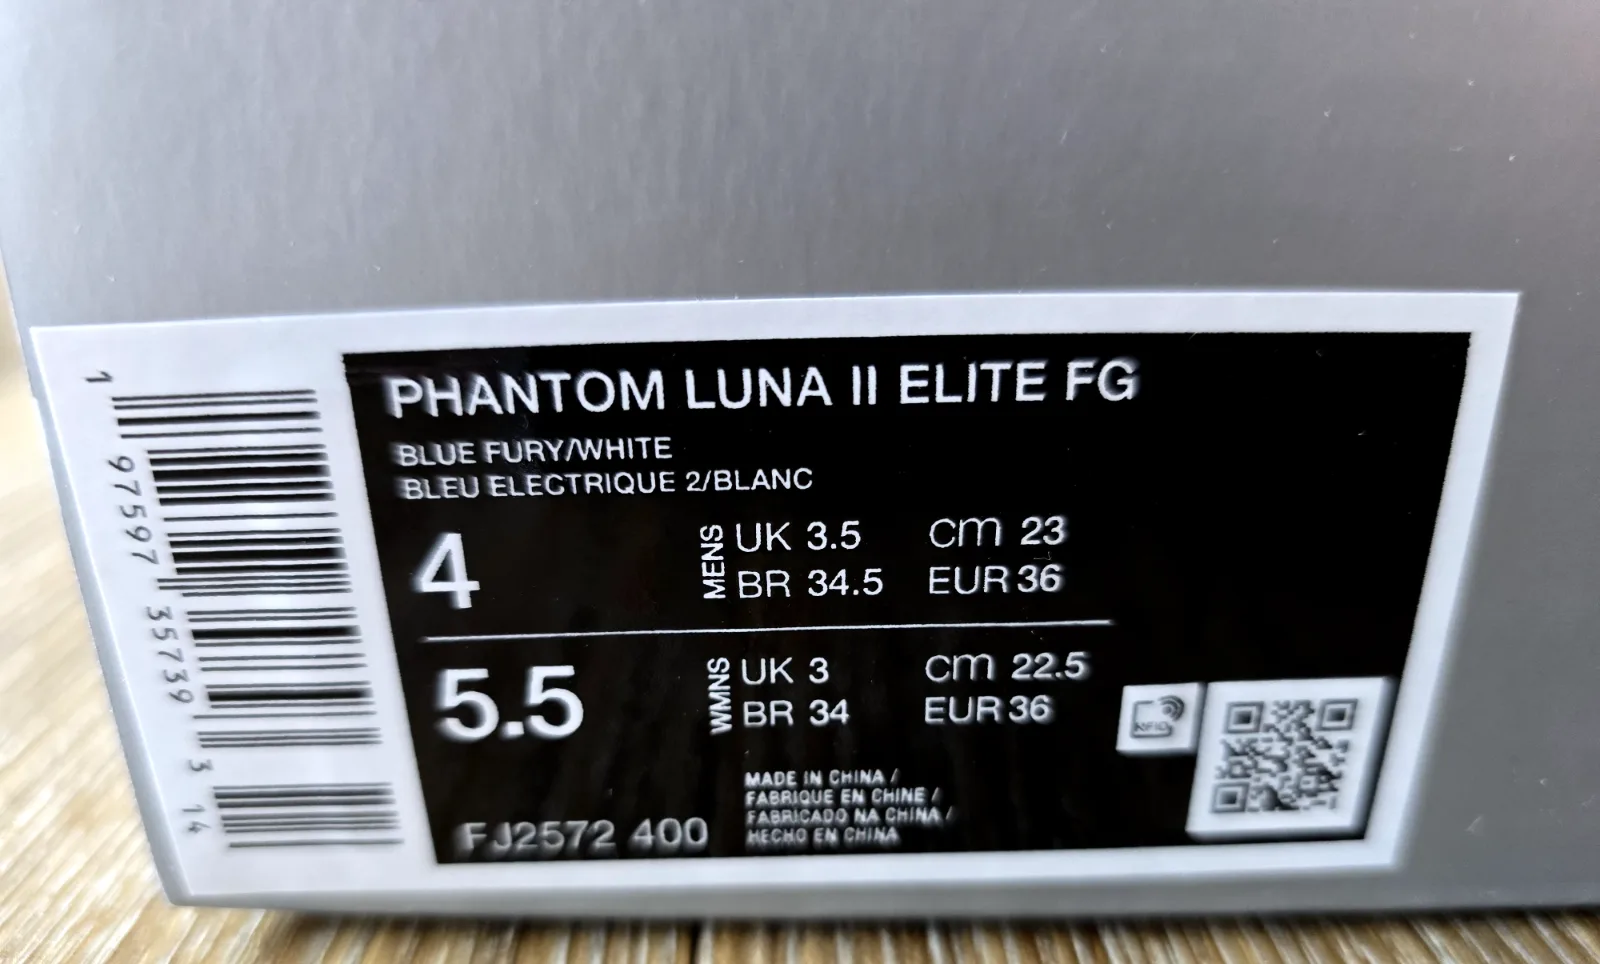 PHANTOM LUNA II ELITE FG
BLUE FURY/WHITE
BLEU ELECTRIQUE 2/BLANC
4
MENS
UK 3.5 CM 23
BR 34.5 EUR 36
5.5
WMNS
UK 3 CM 22.5
BR 34 EUR 36
MADE IN CHINA /
FABRIQUE EN CHINE /
FABRICADO NA CHINA /
HECHO EN CHINA
FJ2572 400
RFID
1 97597 35739 3 14